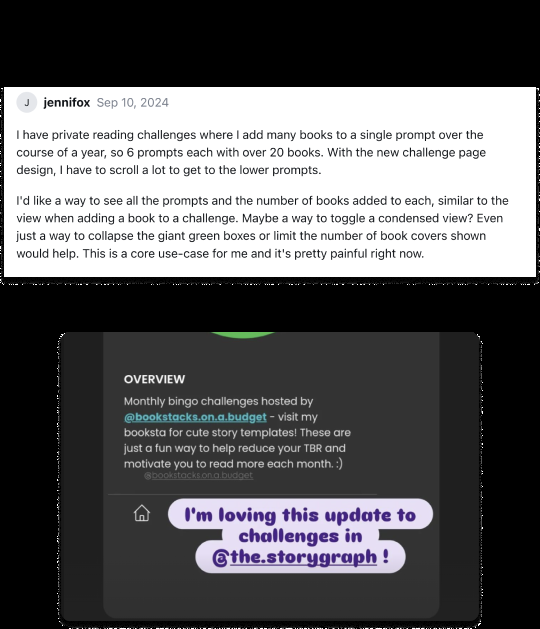 J jennifox Sep 10, 2024
I have private reading challenges where I add many books to a single prompt over the
course of a year, so 6 prompts each with over 20 books. With the new challenge page
design, I have to scroll a lot to get to the lower prompts.
I'd like a way to see all the prompts and the number of books added to each, similar to the
view when adding a book to a challenge. Maybe a way to toggle a condensed view? Even
just a way to collapse the giant green boxes or limit the number of book covers shown
would help. This is a core use-case for me and it's pretty painful right now.
OVERVIEW
Monthly bingo challenges hosted by
@bookstacks.on.a.budget - visit my
booksta for cute story templates! These are
just a fun way to help reduce your TBR and
motivate you to read more each month. :)
@bookstacks.on.a.budget
I'm loving this update to
challenges in
@the.storygraph !